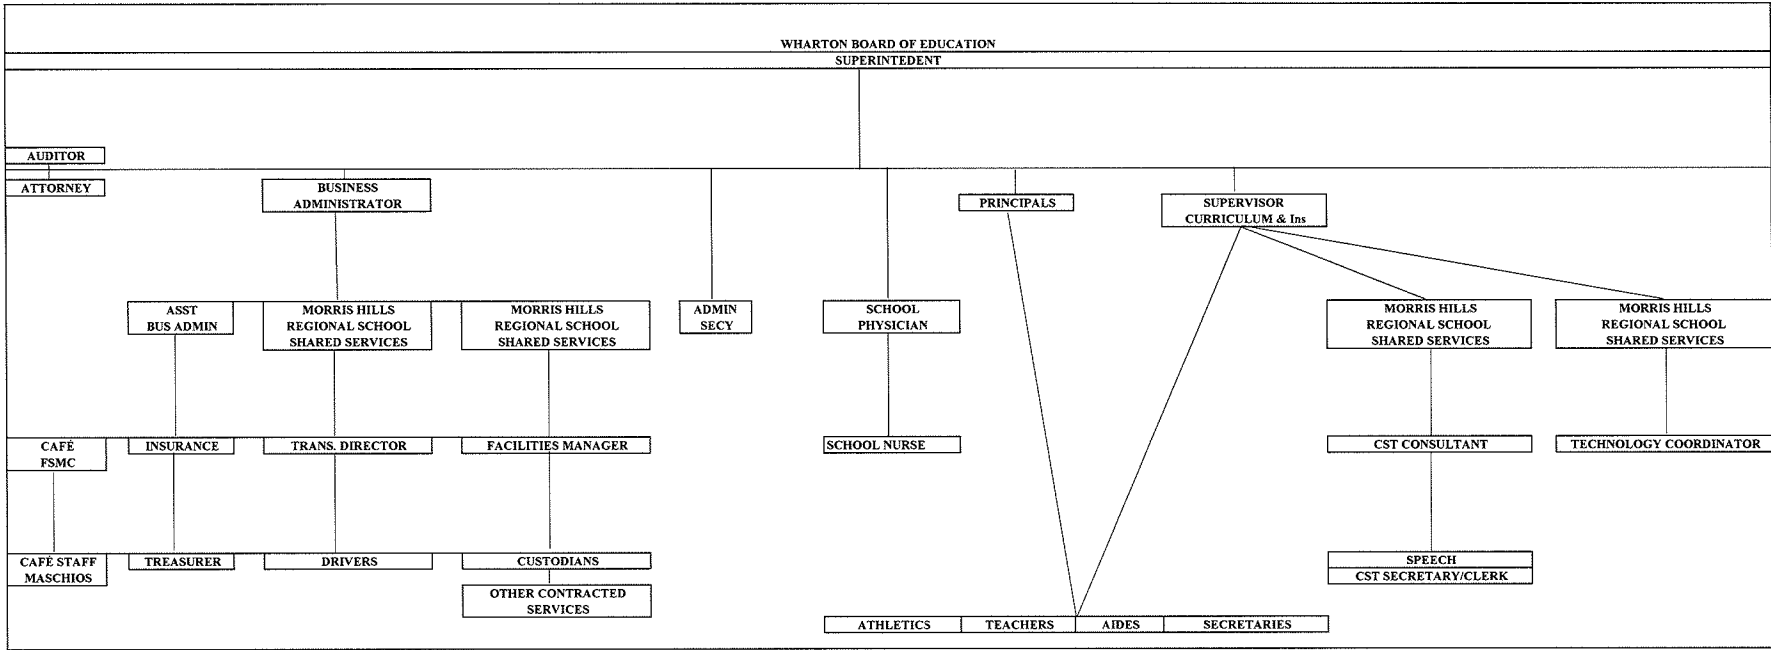 WHARTON BOARD OF EDUCATION
SUPERINTEDENT
AUDITOR
ATTORNEY
BUSINESS
ADMINISTRATOR
PRINCIPALS
SUPERVISOR
CURRICULUM & Ins
ASST
BUS ADMIN
MORRIS HILLS
REGIONAL SCHOOL
SHARED SERVICES
MORRIS HILLS
REGIONAL SCHOOL
SHARED SERVICES
ADMIN
SECY
SCHOOL
PHYSICIAN
MORRIS HILLS
REGIONAL SCHOOL
SHARED SERVICES
MORRIS HILLS
REGIONAL SCHOOL
SHARED SERVICES
CAFÉ
FSMC
INSURANCE
TRANS. DIRECTOR
FACILITIES MANAGER
SCHOOL NURSE
CST CONSULTANT
TECHNOLOGY COORDINATOR
CAFÉ STAFF
MASCHIOS
TREASURER
DRIVERS
CUSTODIANS
SPEECH
CST SECRETARY/CLERK
OTHER CONTRACTED
SERVICES
ATHLETICS
TEACHERS
AIDES
SECRETARIES